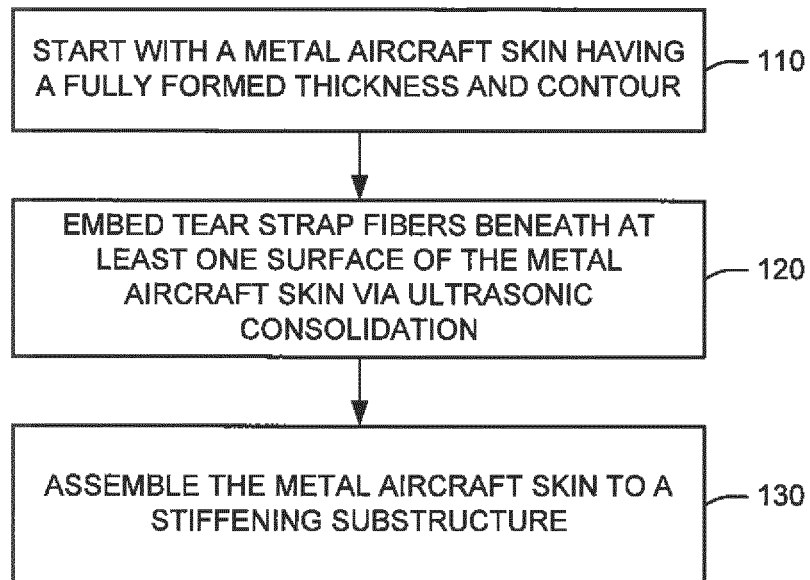 START WITH A METAL AIRCRAFT SKIN HAVING
A FULLY FORMED THICKNESS AND CONTOUR
110
EMBED TEAR STRAP FIBERS BENEATH AT
LEAST ONE SURFACE OF THE METAL
AIRCRAFT SKIN VIA ULTRASONIC
CONSOLIDATION
120
ASSEMBLE THE METAL AIRCRAFT SKIN TO A
STIFFENING SUBSTRUCTURE
130